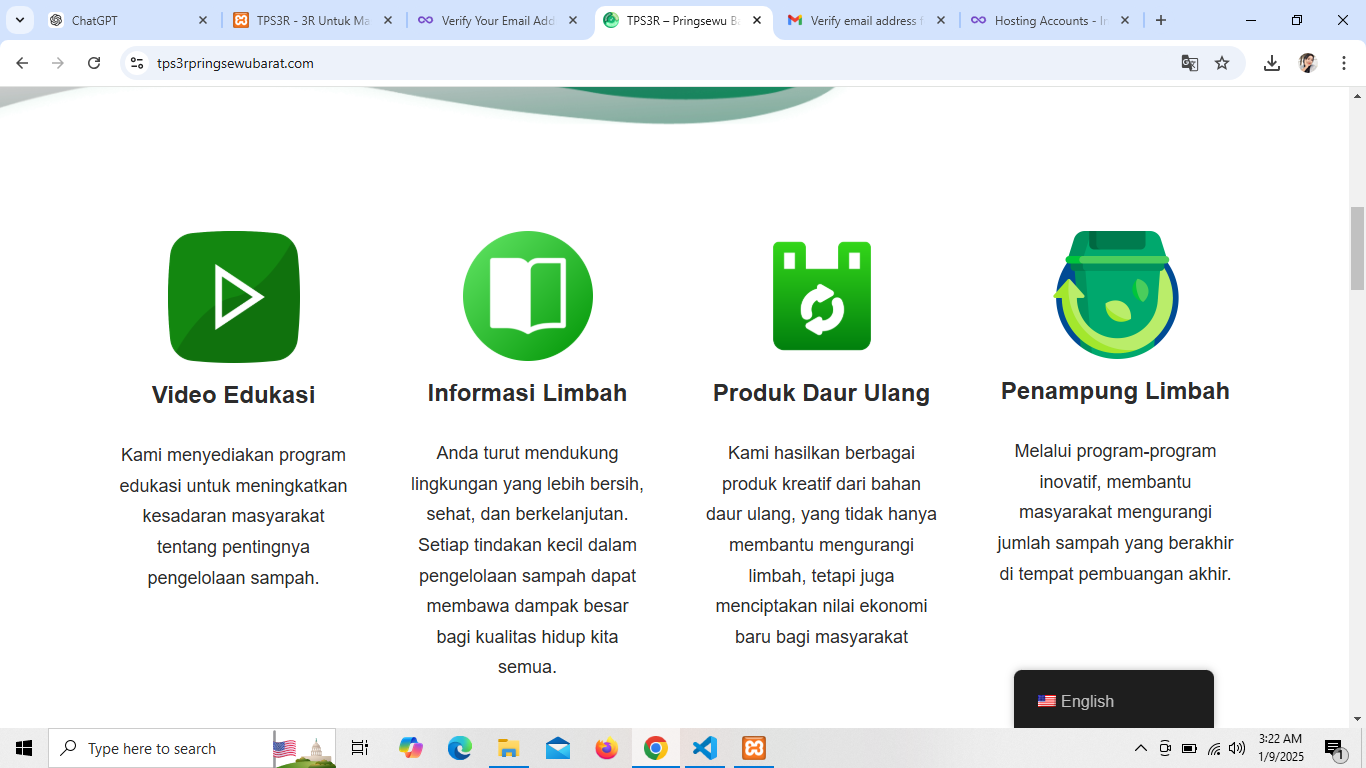 ChatGPT
TPS3R - 3R Untuk Ma
Verify Your Email Add
TPS3R – Pringsewu Ba
Verify email address f
Hosting Accounts - In
tps3rpringsewubarat.com
Video Edukasi
Kami menyediakan program
edukasi untuk meningkatkan
kesadaran masyarakat
tentang pentingnya
pengelolaan sampah.
Informasi Limbah
Anda turut mendukung
lingkungan yang lebih bersih,
sehat, dan berkelanjutan.
Setiap tindakan kecil dalam
pengelolaan sampah dapat
membawa dampak besar
bagi kualitas hidup kita
semua.
Produk Daur Ulang
Kami hasilkan berbagai
produk kreatif dari bahan
daur ulang, yang tidak hanya
membantu mengurangi
limbah, tetapi juga
menciptakan nilai ekonomi
baru bagi masyarakat
Penampung Limbah
Melalui program-program
inovatif, membantu
masyarakat mengurangi
jumlah sampah yang berakhir
di tempat pembuangan akhir.
English
Type here to search
3:22 AM
1/9/2025
1